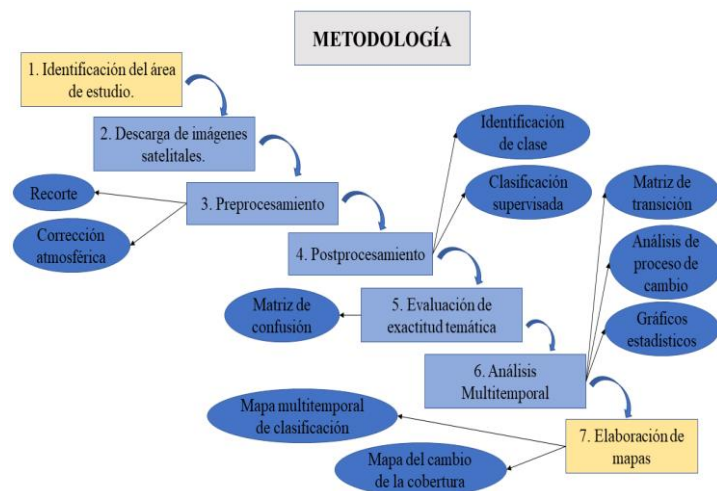 METODOLOGÍA
1. Identificación del área
de estudio.
2. Descarga de imágenes
satelitales.
Identificación
de clase
Clasificación
supervisada
Matriz de
transición
Recorte
3. Preprocesamiento
Corrección
atmosférica
4. Postprocesamiento
Análisis de
proceso de
cambio
Matriz de
confusión
5. Evaluación de
exactitud temática
Gráficos
estadísticos
6. Análisis
Multitemporal
Mapa multitemporal
de clasificación
7. Elaboración de
mapas
Mapa del cambio
de la cobertura